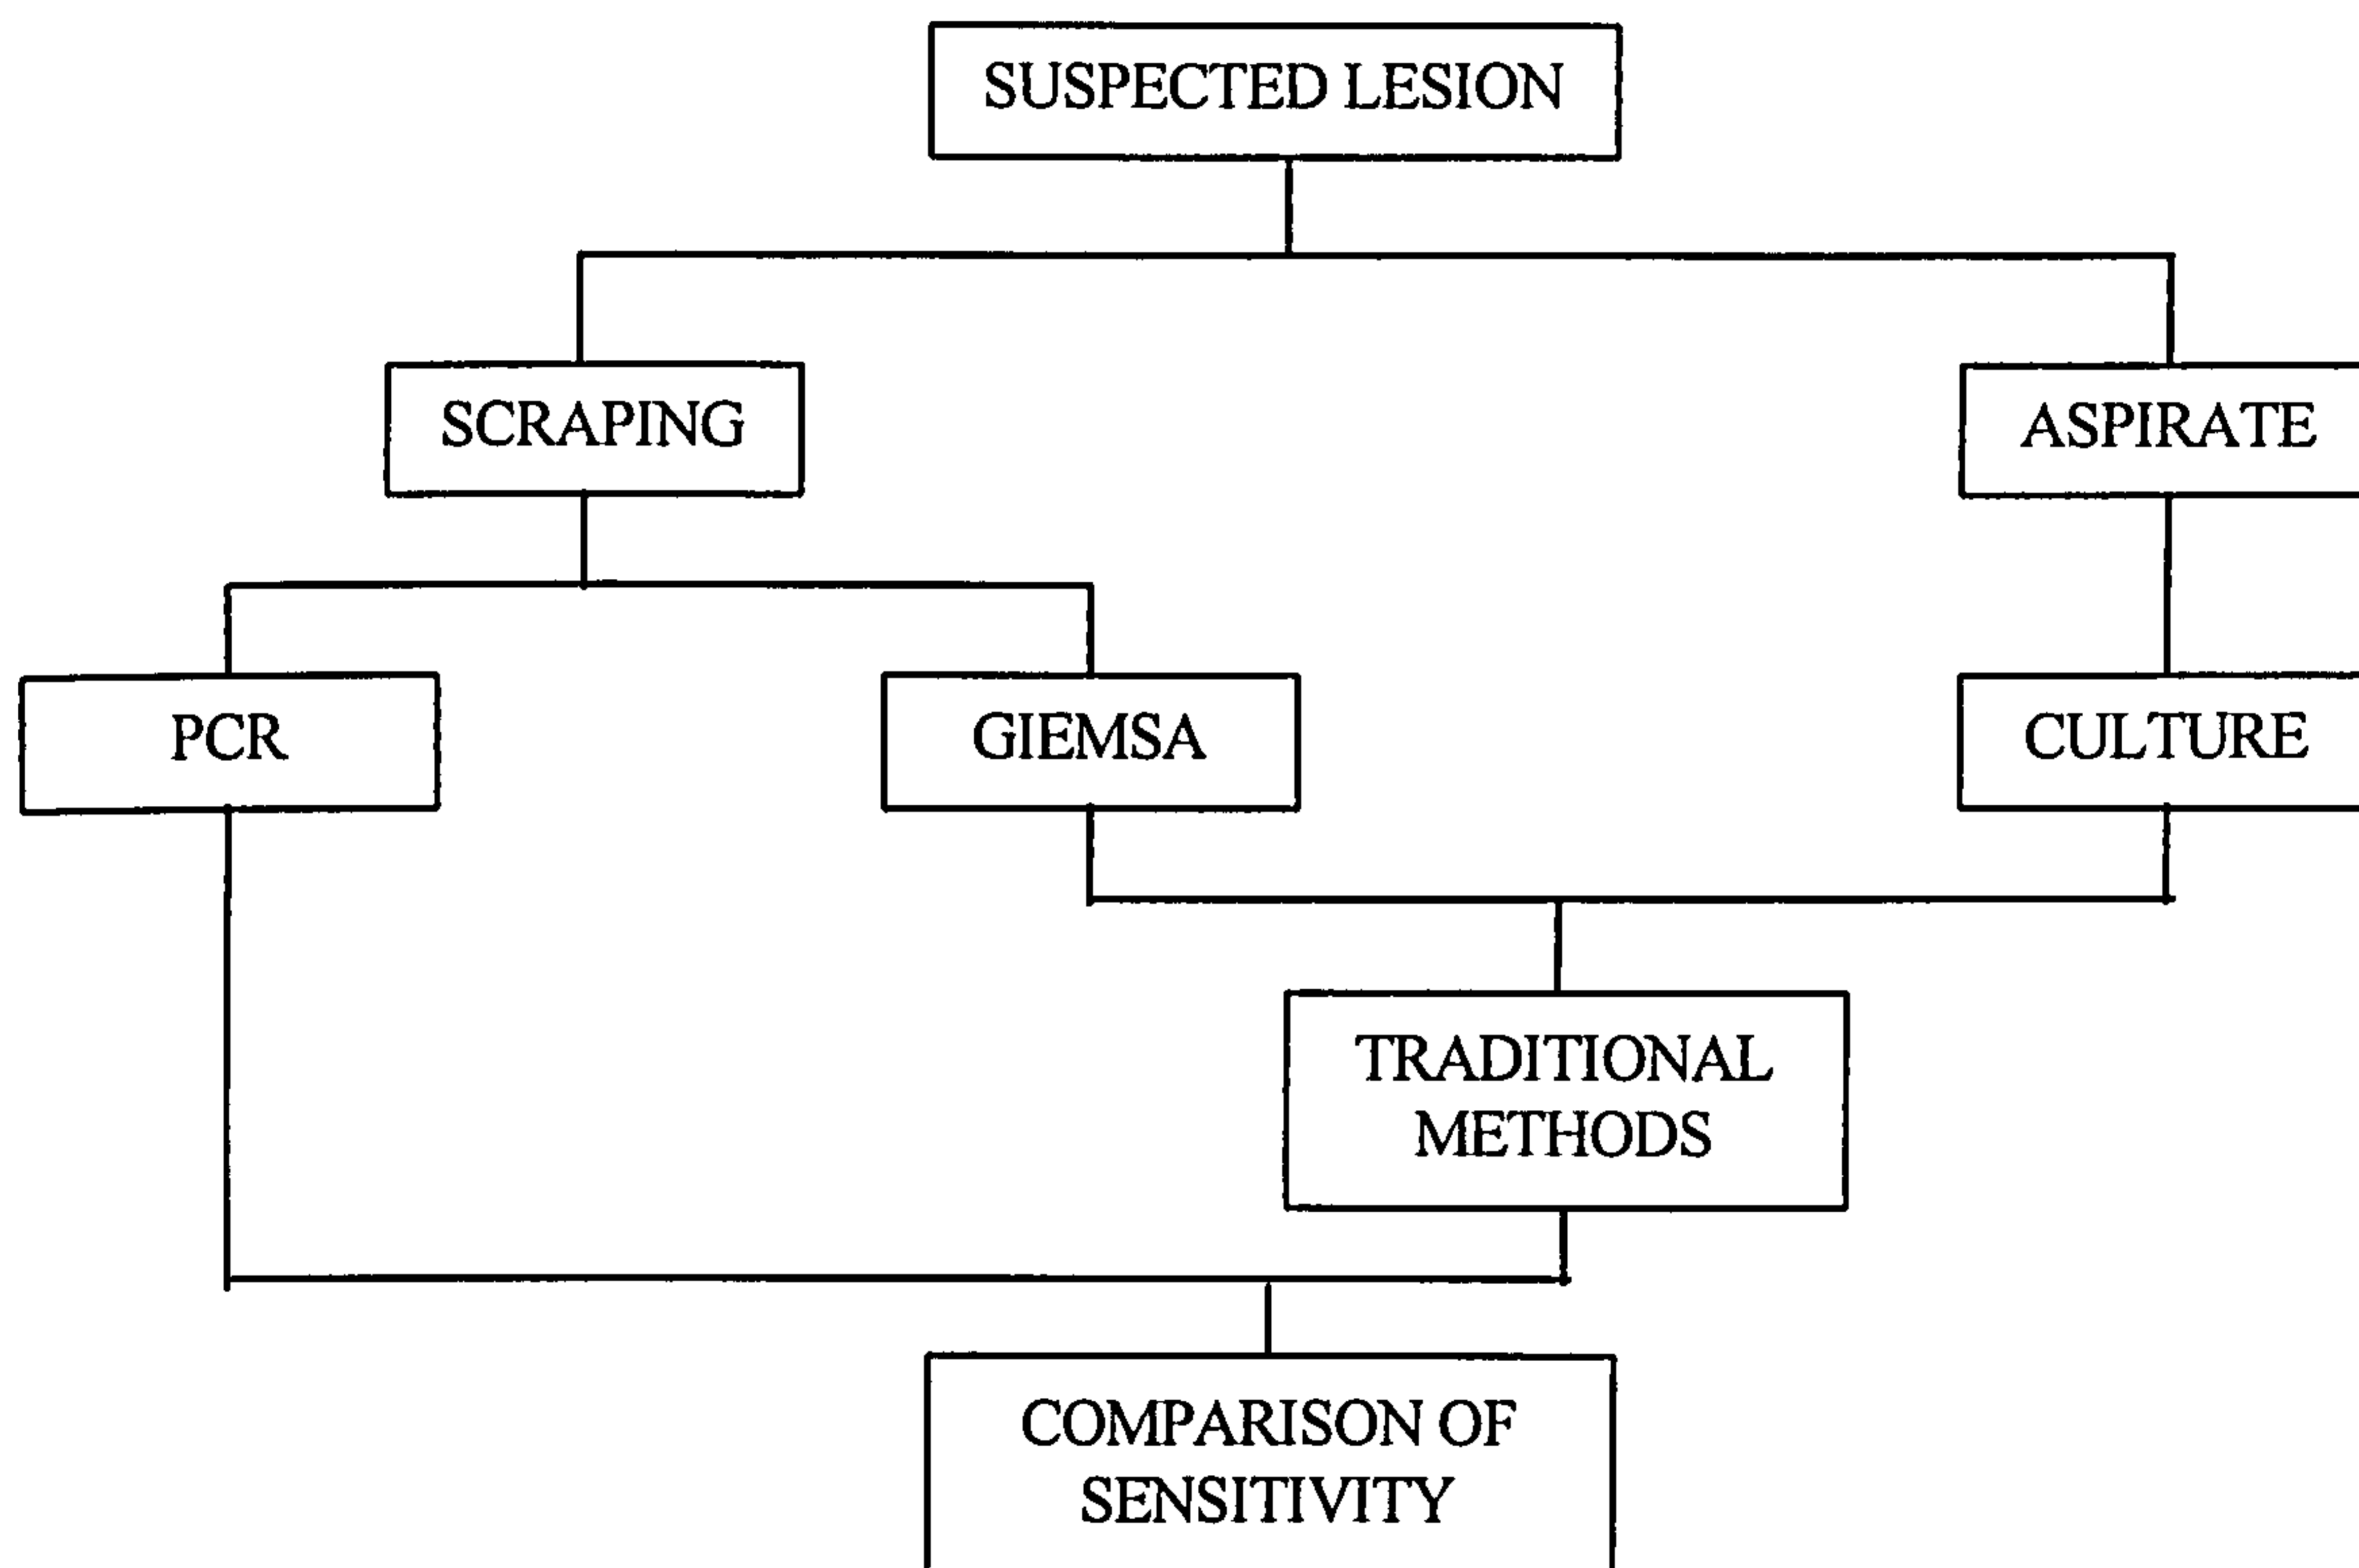 SUSPECTED LESION
SCRAPING
ASPIRATE
PCR
GIEMSA
CULTURE
TRADITIONAL
METHODS
COMPARISON OF
SENSITIVITY